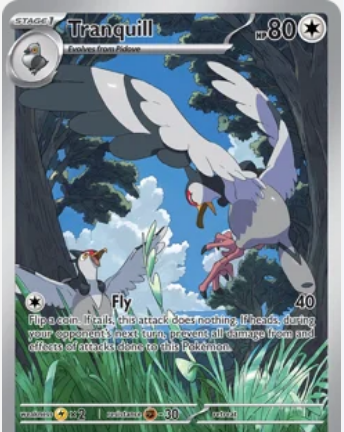 STAGE 1
Tranquill
HP 80
Evolves from Pidove
Fly 40
Flip a coin. If tails, this attack does nothing. If heads, during
your opponent's next turn, prevent all damage from and
effects of attacks done to this Pokémon.
weakness ×2 resistance -30 retreat